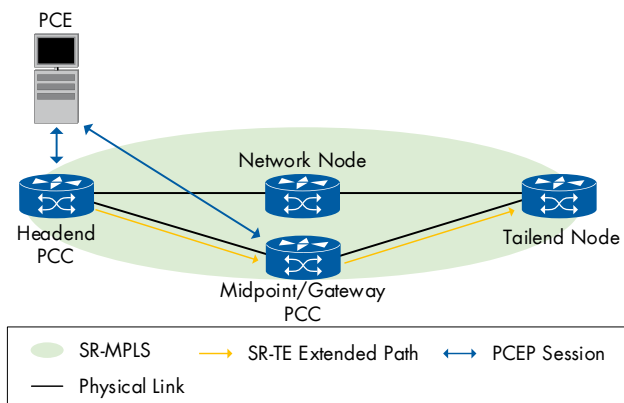 PCE
Network Node
Headend
PCC
Tailend Node
Midpoint/Gateway
PCC
SR-MPLS
SR-TE Extended Path
PCEP Session
Physical Link